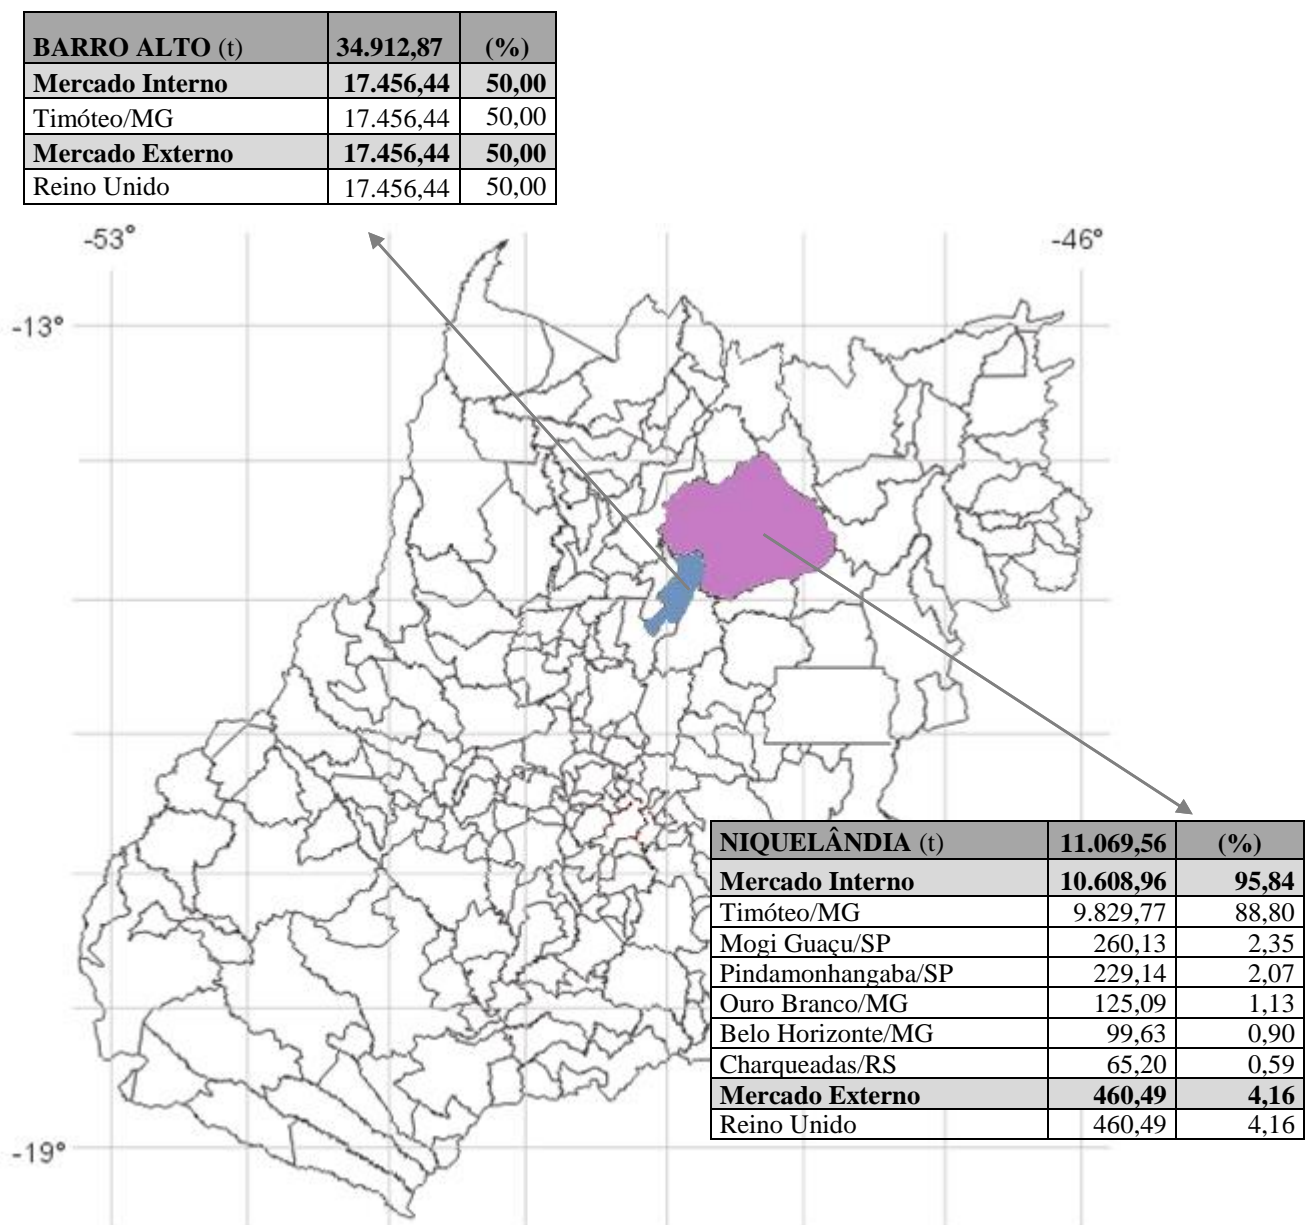 BARRO ALTO (t) 34.912,87 (%)
Mercado Interno 17.456,44 50,00
Timóteo/MG 17.456,44 50,00
Mercado Externo 17.456,44 50,00
Reino Unido 17.456,44 50,00
-53° -46°
-13°
NIQUELÂNDIA (t) 11.069,56 (%)
Mercado Interno 10.608,96 95,84
Timóteo/MG 9.829,77 88,80
Mogi Guaçu/SP 260,13 2,35
Pindamonhangaba/SP 229,14 2,07
Ouro Branco/MG 125,09 1,13
Belo Horizonte/MG 99,63 0,90
Charqueadas/RS 65,20 0,59
Mercado Externo 460,49 4,16
Reino Unido 460,49 4,16
-19°